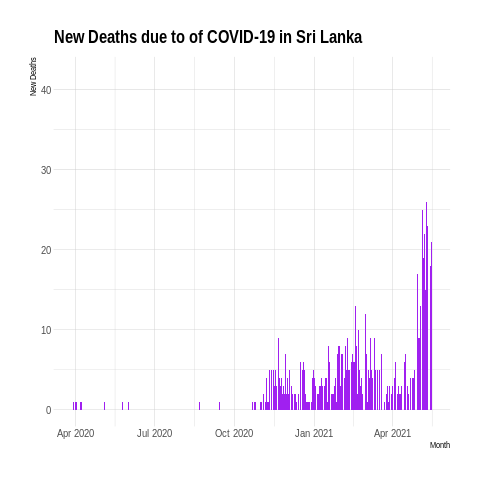 New Deaths due to of COVID-19 in Sri Lanka
New Deaths
40
30
20
10
0
Apr 2020 Jul 2020 Oct 2020 Jan 2021 Apr 2021
Month